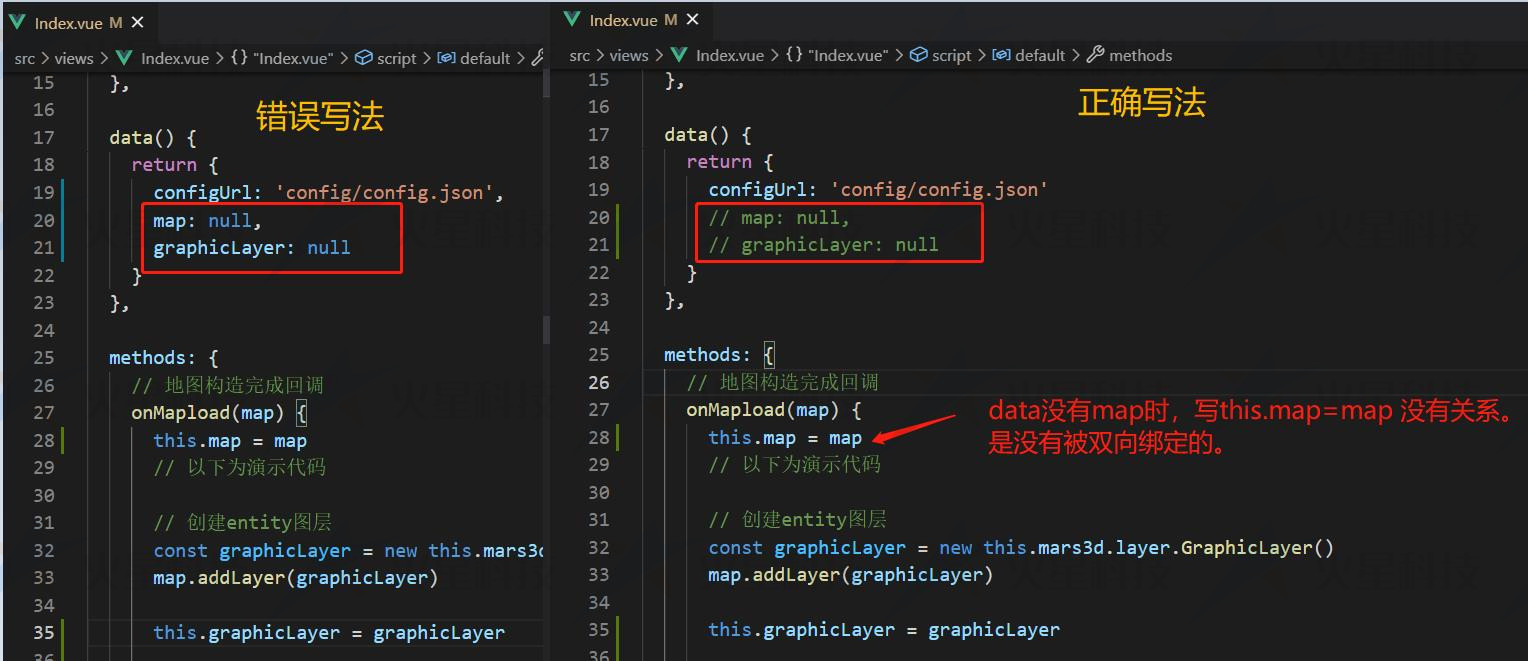 Index.vue M
src > views > Index.vue > {} "Index.vue" > script > default >
错误写法
15 },
16
17 data() {
18 return {
19 configUrl: 'config/config.json',
20 map: null,
21 graphicLayer: null
22 }
23 },
24
25 methods: {
26 // 地图构造完成回调
27 onMapload(map) {
28 this.map = map
29 // 以下为演示代码
30
31 // 创建entity图层
32 const graphicLayer = new this.mars3d
33 map.addLayer(graphicLayer)
34
35 this.graphicLayer = graphicLayer
36
Index.vue M
src > views > Index.vue > {} "Index.vue" > script > default > methods
正确写法
15 },
16
17 data() {
18 return {
19 configUrl: 'config/config.json'
20 // map: null,
21 // graphicLayer: null
22 }
23 },
24
25 methods: {
26 // 地图构造完成回调
27 onMapload(map) {
28 this.map = map
29 // 以下为演示代码
30
31 // 创建entity图层
32 const graphicLayer = new this.mars3d.layer.GraphicLayer()
33 map.addLayer(graphicLayer)
34
35 this.graphicLayer = graphicLayer
36
data没有map时，写this.map=map 没有关系。
是没有被双向绑定的。